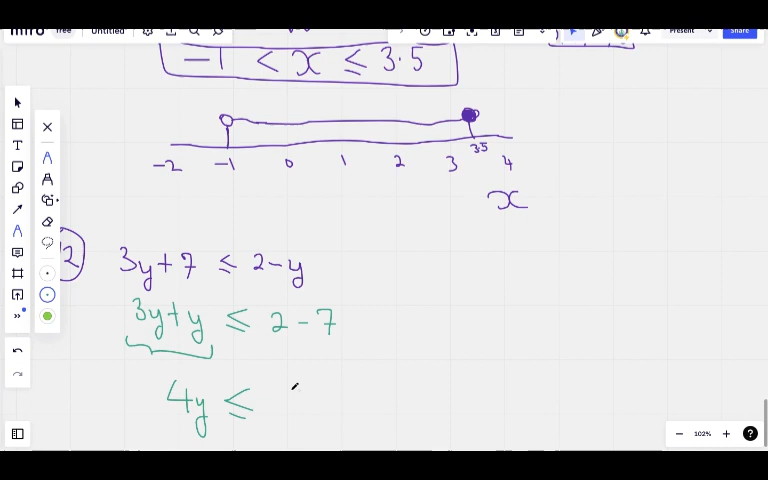 free Untitled Present Share
−1 < x ≤ 3.5
−2 −1 0 1 2 3 3.5 4
x
2 3y+7 ≤ 2−y
3y+y ≤ 2−7
4y ≤
102%